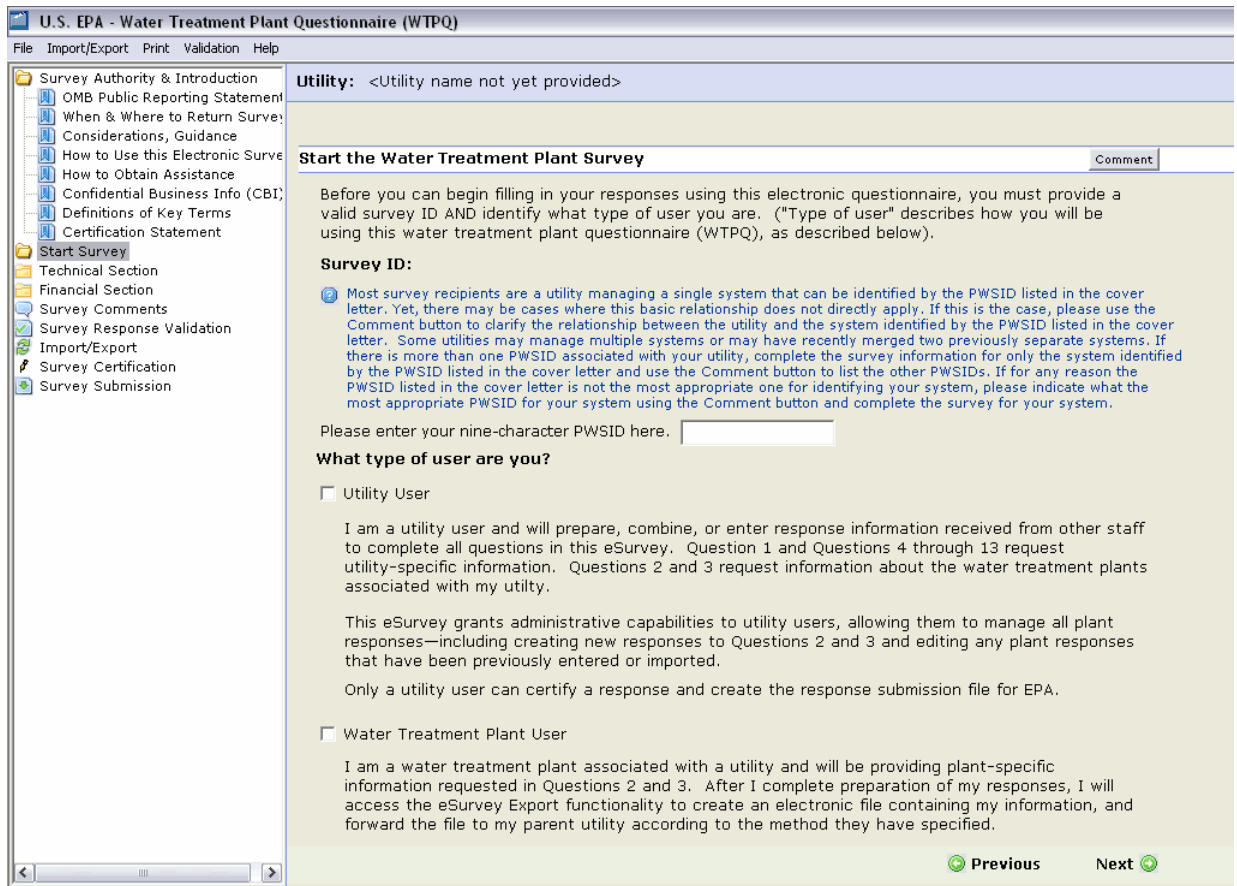 U.S. EPA - Water Treatment Plant Questionnaire (WTPQ)
File Import/Export Print Validation Help
Survey Authority & Introduction
OMB Public Reporting Statement
When & Where to Return Survey
Considerations, Guidance
How to Use this Electronic Surve
How to Obtain Assistance
Confidential Business Info (CBI)
Definitions of Key Terms
Certification Statement
Start Survey
Technical Section
Financial Section
Survey Comments
Survey Response Validation
Import/Export
Survey Certification
Survey Submission
Utility: <Utility name not yet provided>
Start the Water Treatment Plant Survey
Comment
Before you can begin filling in your responses using this electronic questionnaire, you must provide a
valid survey ID AND identify what type of user you are. ("Type of user" describes how you will be
using this water treatment plant questionnaire (WTPQ), as described below).
Survey ID:
Most survey recipients are a utility managing a single system that can be identified by the PWSID listed in the cover
letter. Yet, there may be cases where this basic relationship does not directly apply. If this is the case, please use the
Comment button to clarify the relationship between the utility and the system identified by the PWSID listed in the cover
letter. Some utilities may manage multiple systems or may have recently merged two previously separate systems. If
there is more than one PWSID associated with your utility, complete the survey information for only the system identified
by the PWSID listed in the cover letter and use the Comment button to list the other PWSIDs. If for any reason the
PWSID listed in the cover letter is not the most appropriate one for identifying your system, please indicate what the
most appropriate PWSID for your system using the Comment button and complete the survey for your system.
Please enter your nine-character PWSID here.
What type of user are you?
Utility User
I am a utility user and will prepare, combine, or enter response information received from other staff
to complete all questions in this eSurvey. Question 1 and Questions 4 through 13 request
utility-specific information. Questions 2 and 3 request information about the water treatment plants
associated with my utilty.
This eSurvey grants administrative capabilities to utility users, allowing them to manage all plant
responses—including creating new responses to Questions 2 and 3 and editing any plant responses
that have been previously entered or imported.
Only a utility user can certify a response and create the response submission file for EPA.
Water Treatment Plant User
I am a water treatment plant associated with a utility and will be providing plant-specific
information requested in Questions 2 and 3. After I complete preparation of my responses, I will
access the eSurvey Export functionality to create an electronic file containing my information, and
forward the file to my parent utility according to the method they have specified.
Previous Next